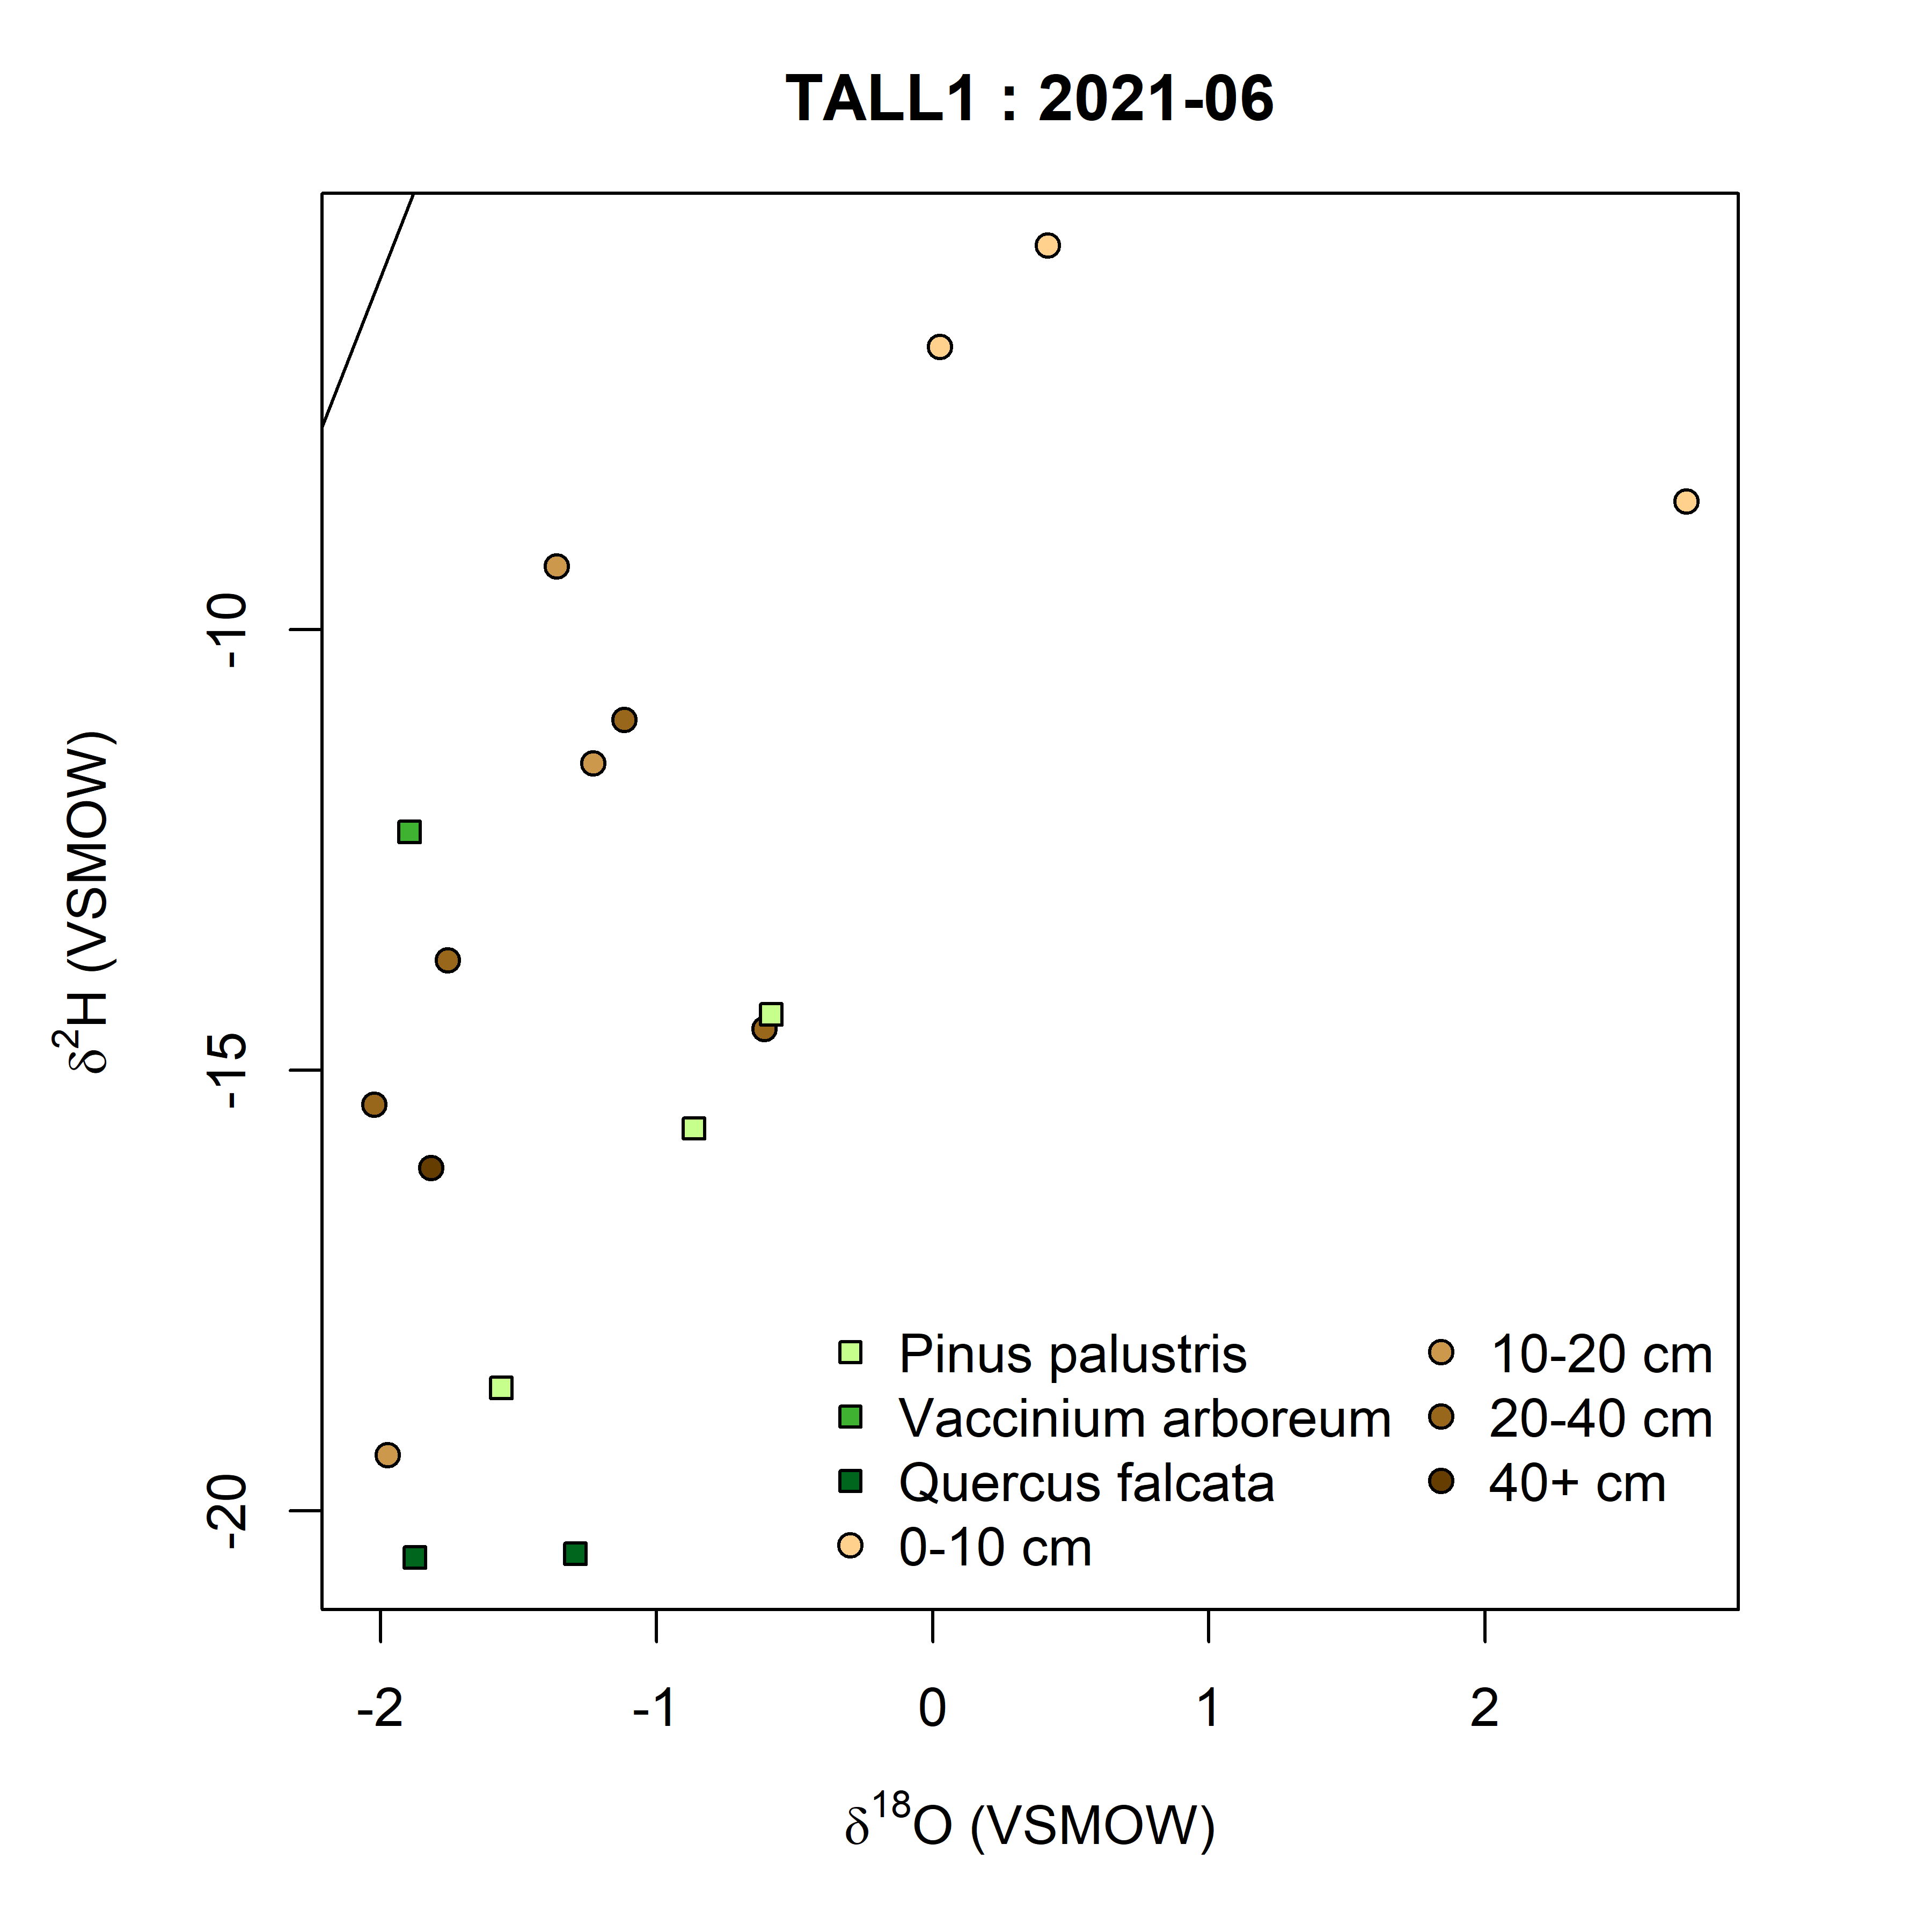 TALL1 : 2021-06
δ²H (VSMOW)
-10
-15
-20
Pinus palustris
Vaccinium arboreum
Quercus falcata
0-10 cm
10-20 cm
20-40 cm
40+ cm
-2 -1 0 1 2
δ¹⁸O (VSMOW)